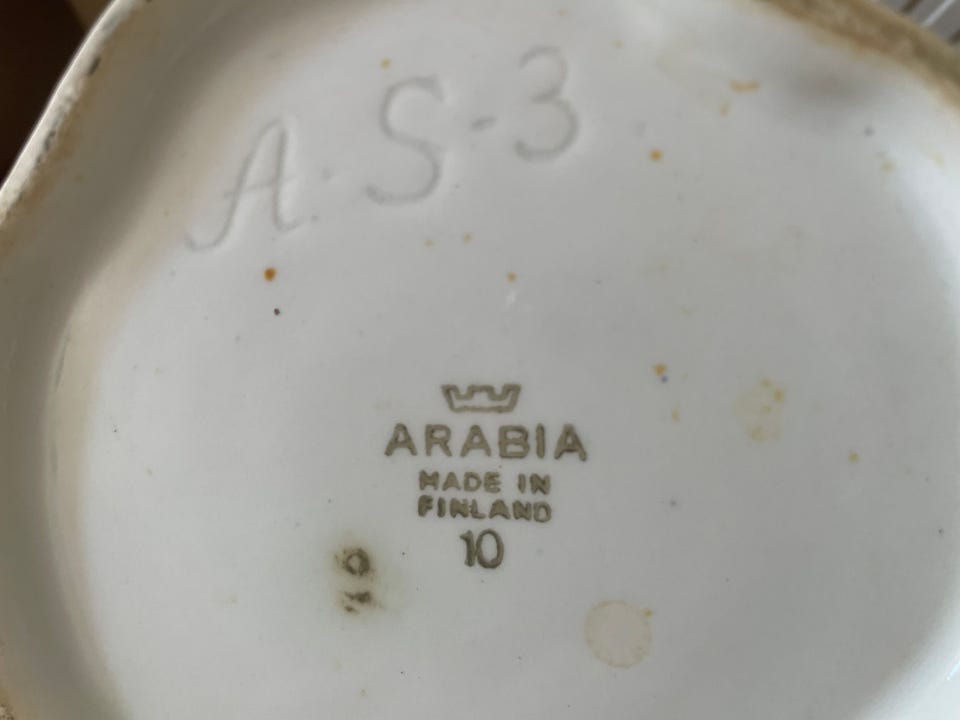 A.S-3
ARABIA
MADE IN
FINLAND
10